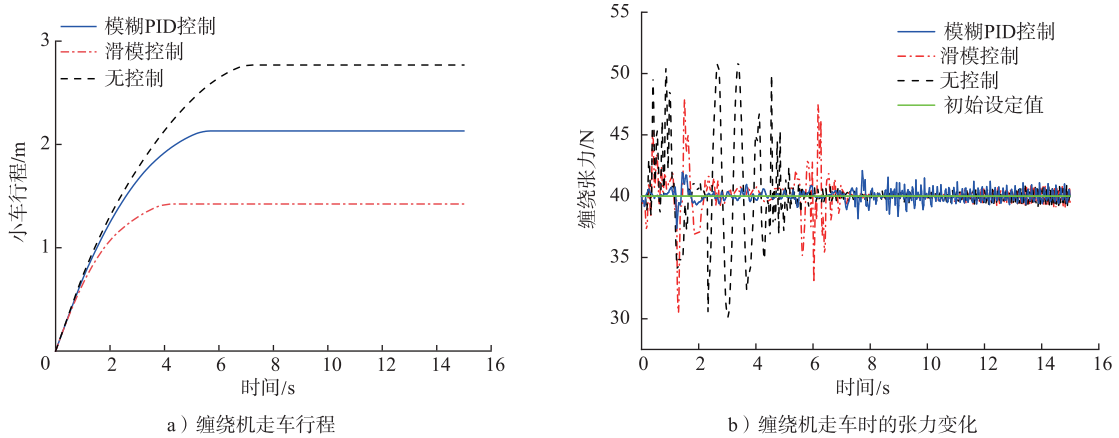 模糊PID控制
滑模控制
无控制
3
2
1
0
小车行程/m
2
4
6
8
10
12
14
16
时间/s
a）缠绕机走车行程
模糊PID控制
滑模控制
无控制
初始设定值
55
50
45
40
35
30
缠绕张力/N
0
2
4
6
8
10
12
14
16
时间/s
b）缠绕机走车时的张力变化